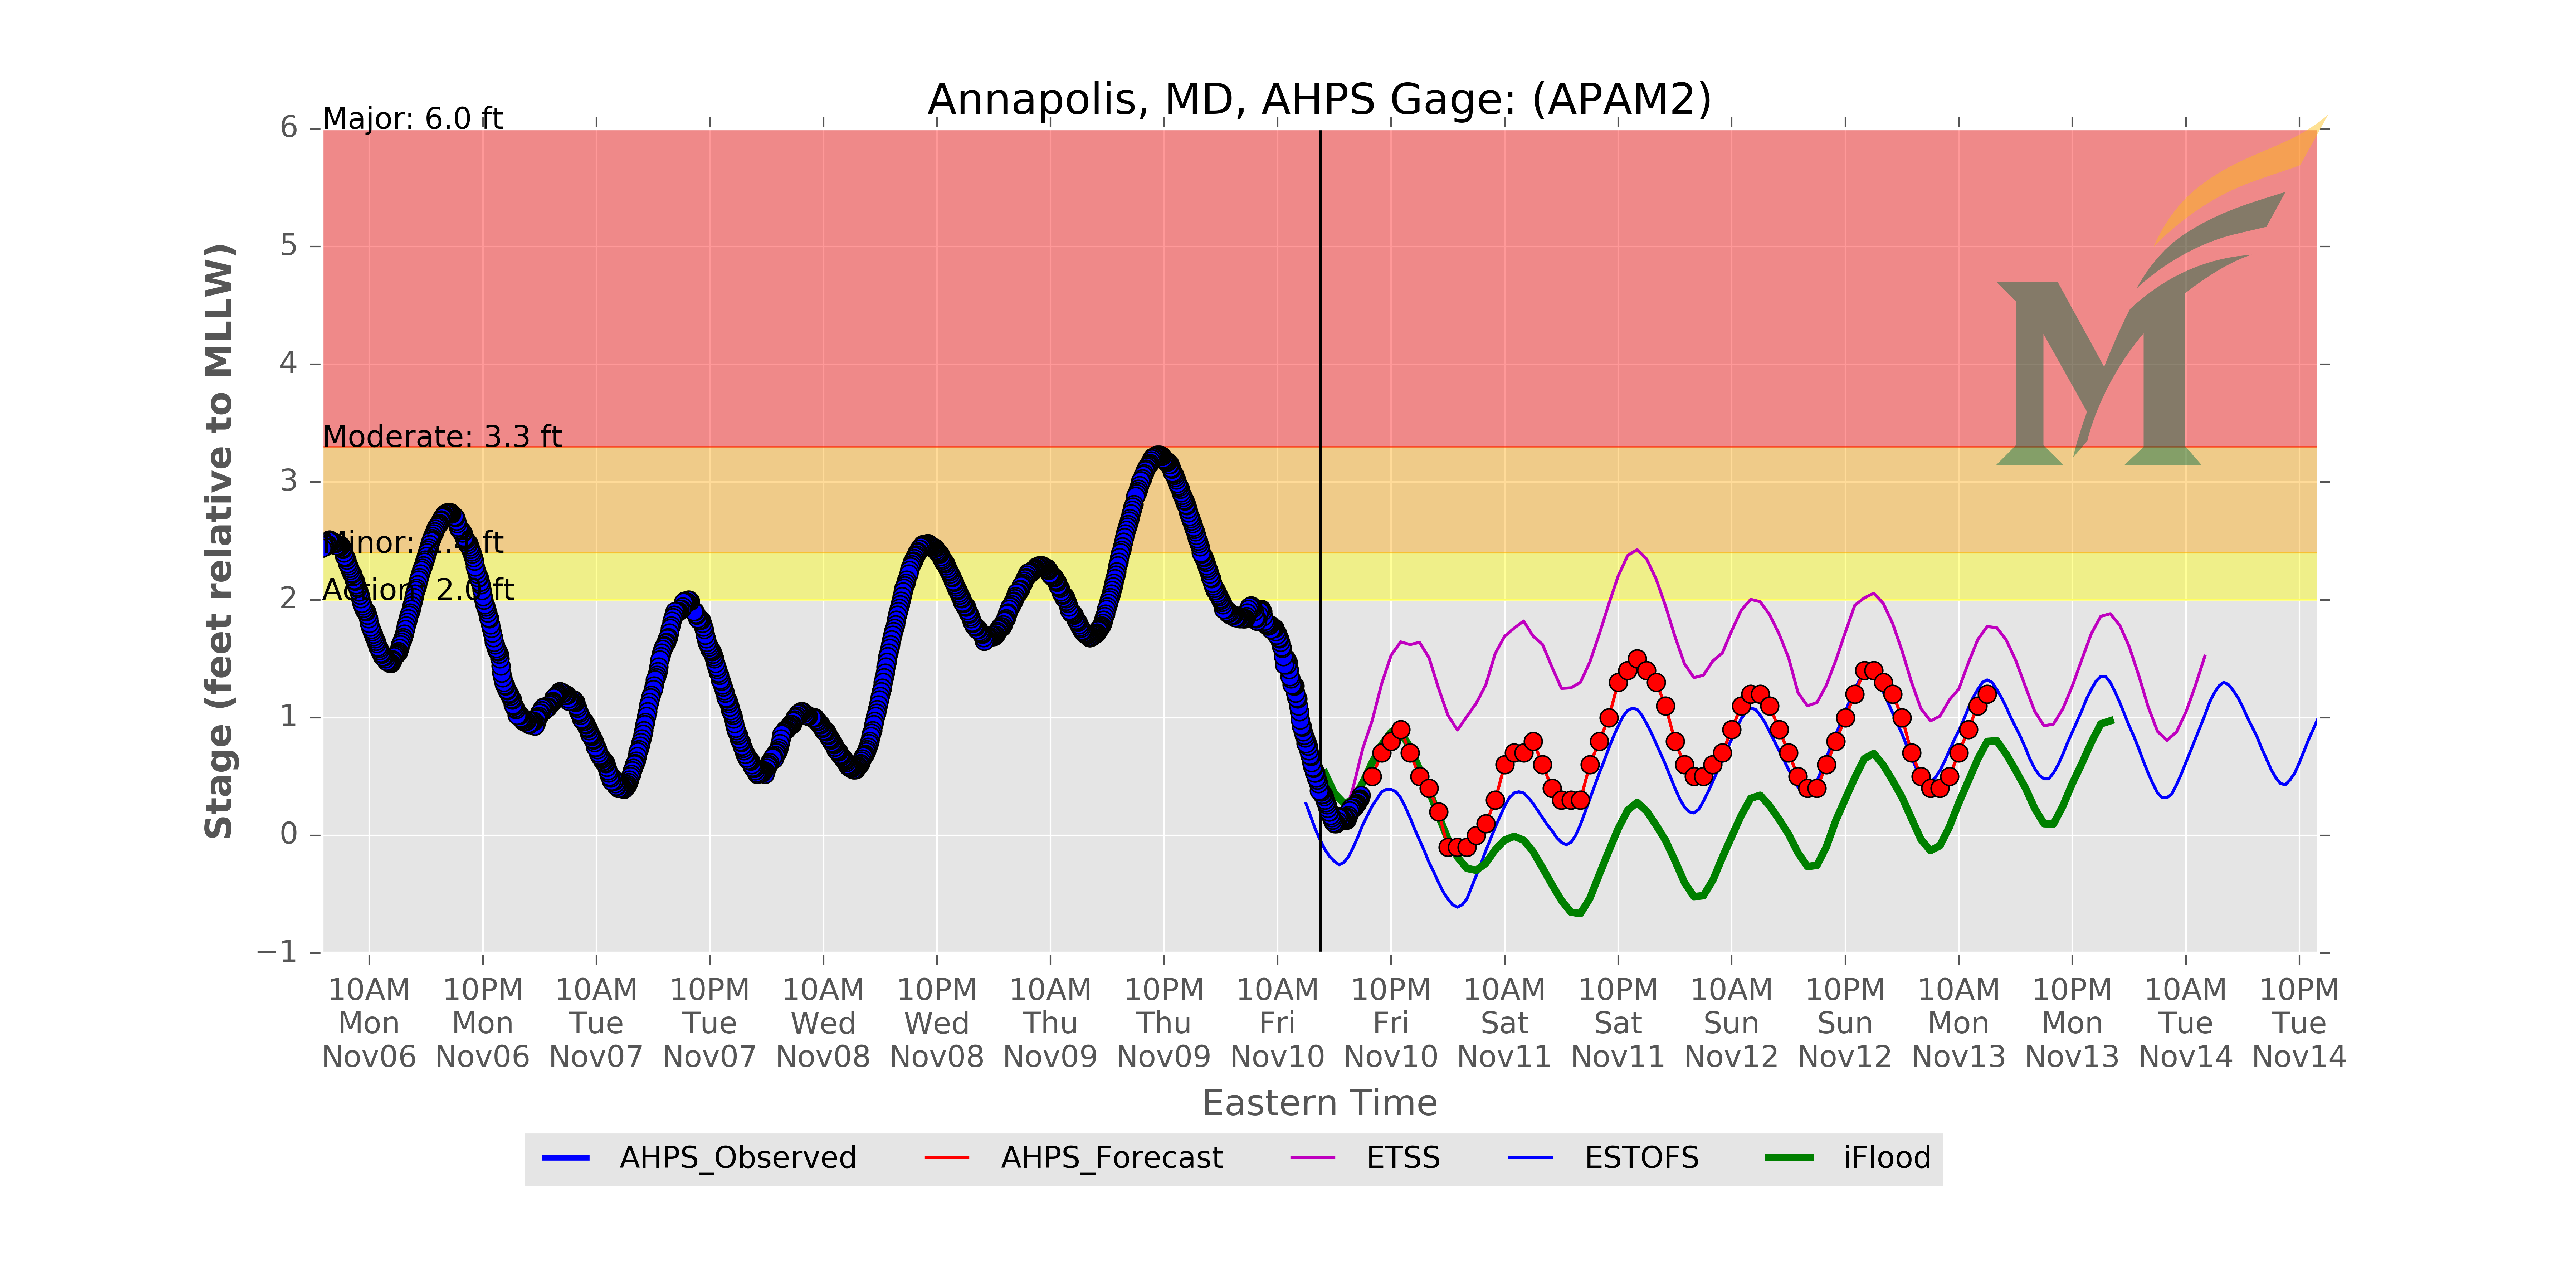 Annapolis, MD, AHPS Gage: (APAM2)
Major: 6.0 ft
Moderate: 3.3 ft
Minor: 2.4 ft
Action: 2.0 ft
Stage (feet relative to MLLW)
6
5
4
3
2
1
0
−1
10AM 10PM 10AM 10PM 10AM 10PM 10AM 10PM 10AM 10PM 10AM 10PM 10AM 10PM 10AM 10PM 10AM 10PM
Mon Mon Tue Tue Wed Wed Thu Thu Fri Fri Sat Sat Sun Sun Mon Mon Tue Tue
Nov06 Nov06 Nov07 Nov07 Nov08 Nov08 Nov09 Nov09 Nov10 Nov10 Nov11 Nov11 Nov12 Nov12 Nov13 Nov13 Nov14 Nov14
Eastern Time
AHPS_Observed AHPS_Forecast ETSS ESTOFS iFlood